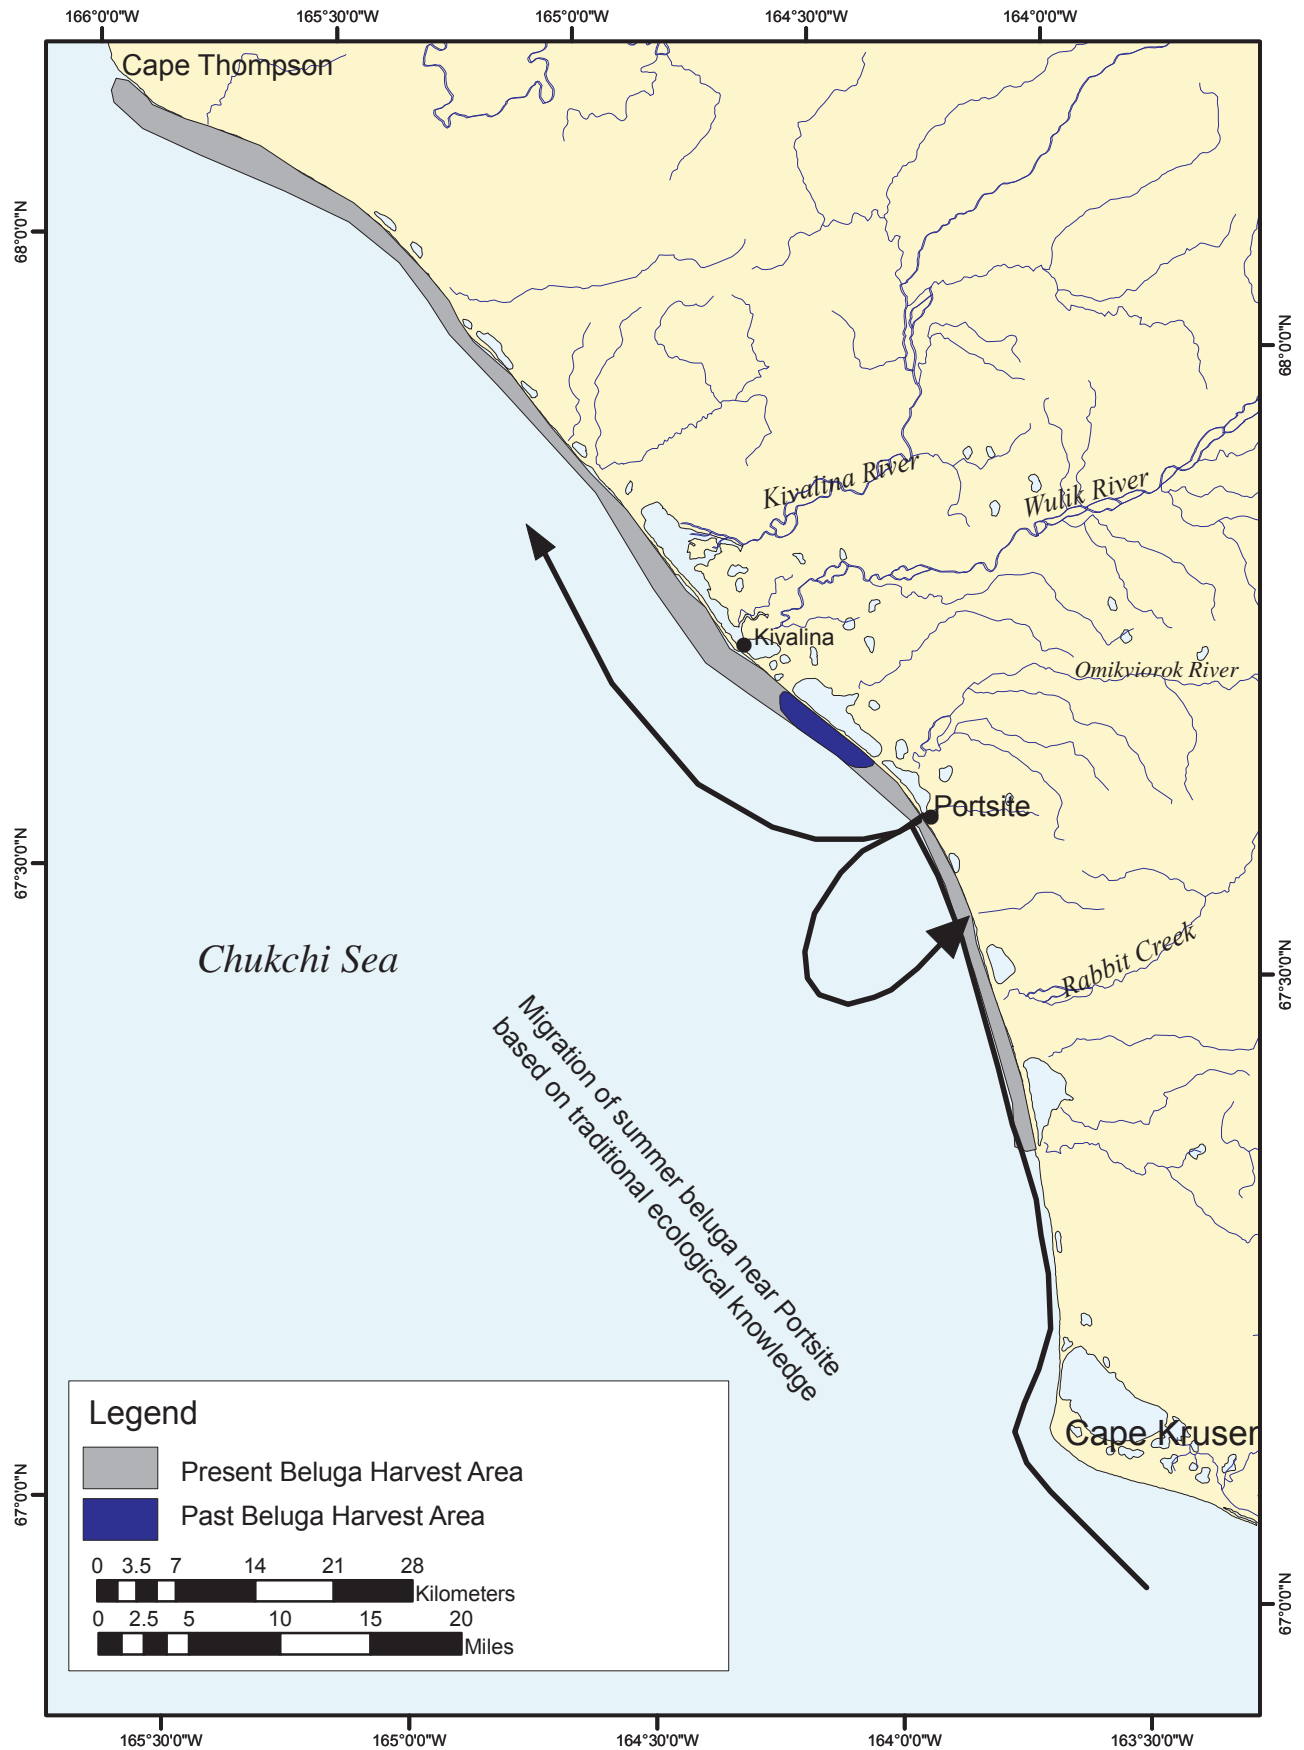 166°0'0"W 165°30'0"W 165°0'0"W 164°30'0"W 164°0'0"W
Cape Thompson
68°0'0"N
68°0'0"N
Kivalina River
Wulik River
Kivalina
Omikviorok River
Portsite
67°30'0"N
67°30'0"N
Chukchi Sea
Rabbit Creek
Migration of summer beluga near Portsite
based on traditional ecological knowledge
Cape Kruser
Legend
Present Beluga Harvest Area
Past Beluga Harvest Area
0 3.5 7 14 21 28
Kilometers
0 2.5 5 10 15 20
Miles
67°0'0"N
67°0'0"N
165°30'0"W 165°0'0"W 164°30'0"W 164°0'0"W 163°30'0"W